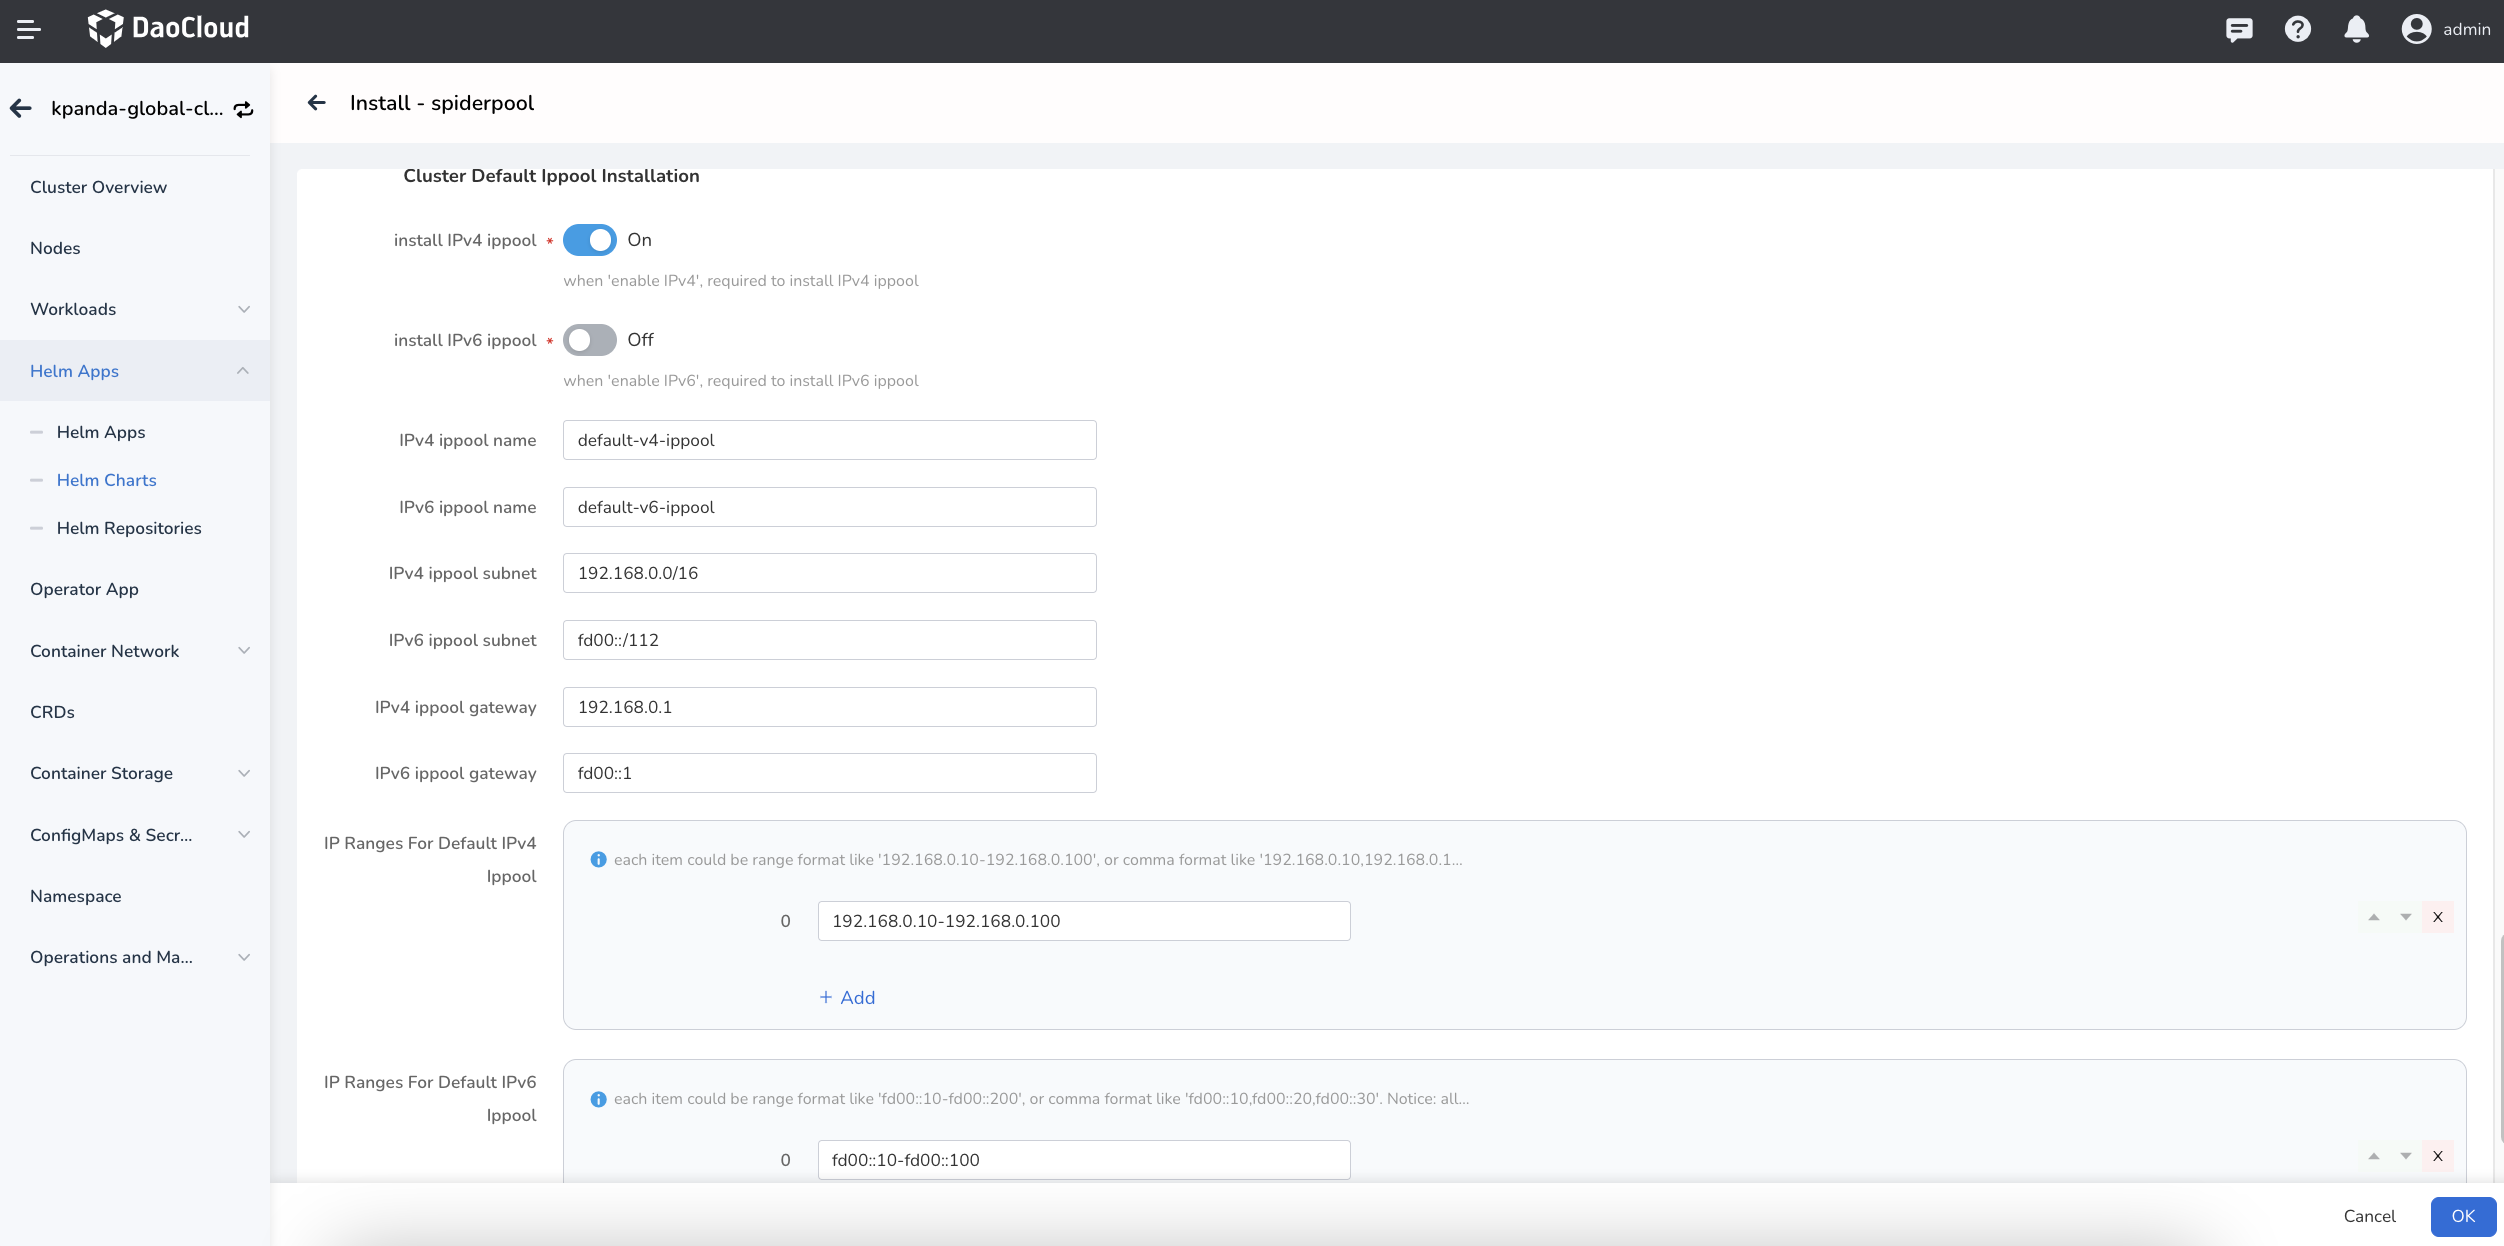 DaoCloud
admin
kpanda-global-cl...
Cluster Overview
Nodes
Workloads
Helm Apps
Helm Apps
Helm Charts
Helm Repositories
Operator App
Container Network
CRDs
Container Storage
ConfigMaps & Secr...
Namespace
Operations and Ma...
Install - spiderpool
Cluster Default Ippool Installation
install IPv4 ippool * On
when 'enable IPv4', required to install IPv4 ippool
install IPv6 ippool * Off
when 'enable IPv6', required to install IPv6 ippool
IPv4 ippool name default-v4-ippool
IPv6 ippool name default-v6-ippool
IPv4 ippool subnet 192.168.0.0/16
IPv6 ippool subnet fd00::/112
IPv4 ippool gateway 192.168.0.1
IPv6 ippool gateway fd00::1
IP Ranges For Default IPv4
Ippool
each item could be range format like '192.168.0.10-192.168.0.100', or comma format like '192.168.0.10,192.168.0.1...
0 192.168.0.10-192.168.0.100 X
+ Add
IP Ranges For Default IPv6
Ippool
each item could be range format like 'fd00::10-fd00::200', or comma format like 'fd00::10,fd00::20,fd00::30'. Notice: all...
0 fd00::10-fd00::100 X
Cancel OK